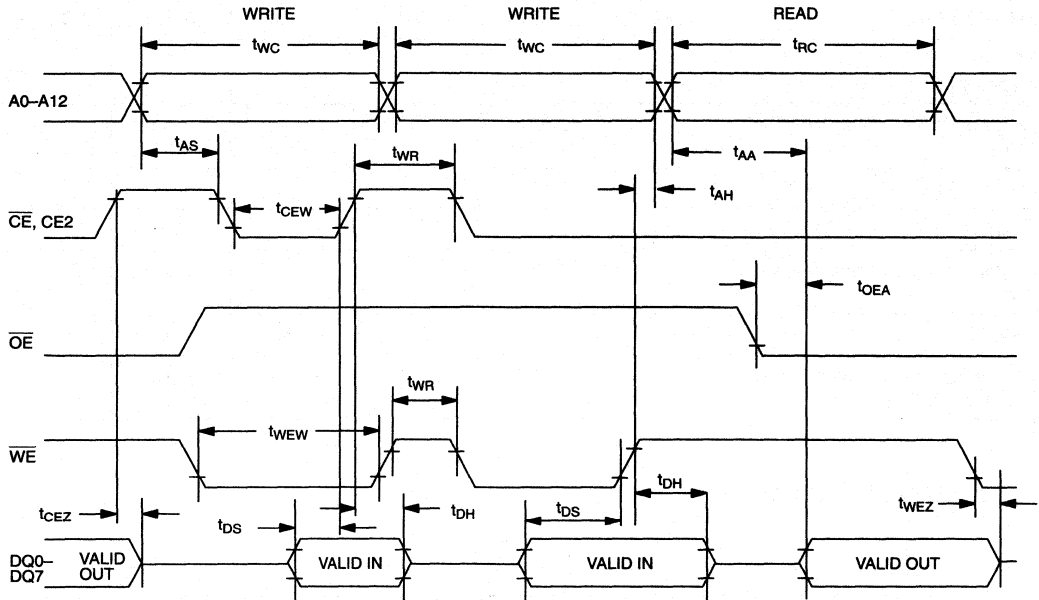 WRITE WRITE READ
tWC tWC tRC
A0–A12
tAS tWR tAA
tAH
CE, CE2 tCEW
tOEA
OE
tWR
tWEW
WE
tDH
tCEZ tDS tDH tDS tWEZ
DQ0– DQ7 VALID OUT VALID IN VALID IN VALID OUT